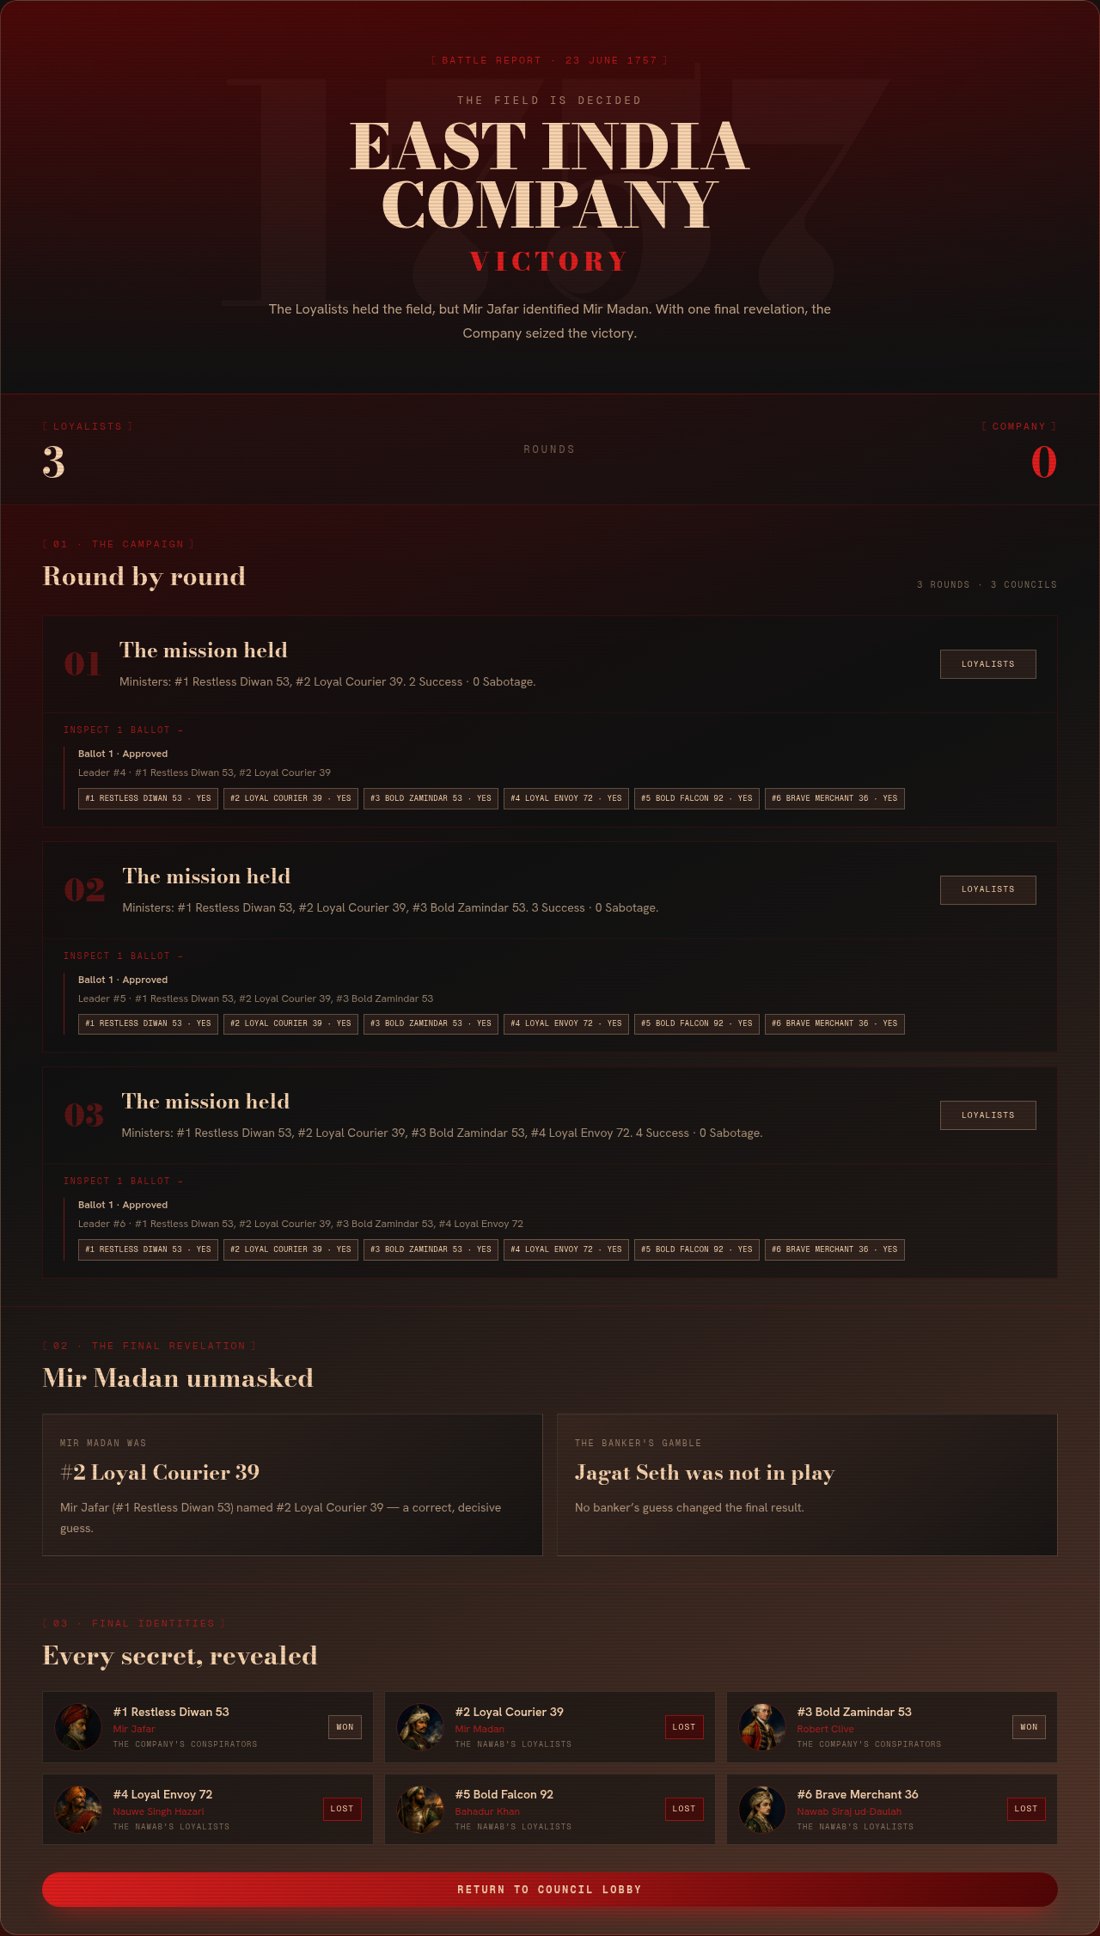 1757
[ BATTLE REPORT · 23 JUNE 1757 ]
THE FIELD IS DECIDED
EAST INDIA
COMPANY
VICTORY
The Loyalists held the field, but Mir Jafar identified Mir Madan. With one final revelation, the
Company seized the victory.
[ LOYALISTS ]
3
ROUNDS
[ COMPANY ]
0
[ 01 · THE CAMPAIGN ]
Round by round
3 ROUNDS · 3 COUNCILS
01
The mission held
Ministers: #1 Restless Diwan 53, #2 Loyal Courier 39. 2 Success · 0 Sabotage.
LOYALISTS
INSPECT 1 BALLOT –
Ballot 1 · Approved
Leader #4 · #1 Restless Diwan 53, #2 Loyal Courier 39
#1 RESTLESS DIWAN 53 · YES #2 LOYAL COURIER 39 · YES #3 BOLD ZAMINDAR 53 · YES #4 LOYAL ENVOY 72 · YES #5 BOLD FALCON 92 · YES #6 BRAVE MERCHANT 36 · YES
02
The mission held
Ministers: #1 Restless Diwan 53, #2 Loyal Courier 39, #3 Bold Zamindar 53. 3 Success · 0 Sabotage.
LOYALISTS
INSPECT 1 BALLOT –
Ballot 1 · Approved
Leader #5 · #1 Restless Diwan 53, #2 Loyal Courier 39, #3 Bold Zamindar 53
#1 RESTLESS DIWAN 53 · YES #2 LOYAL COURIER 39 · YES #3 BOLD ZAMINDAR 53 · YES #4 LOYAL ENVOY 72 · YES #5 BOLD FALCON 92 · YES #6 BRAVE MERCHANT 36 · YES
03
The mission held
Ministers: #1 Restless Diwan 53, #2 Loyal Courier 39, #3 Bold Zamindar 53, #4 Loyal Envoy 72. 4 Success · 0 Sabotage.
LOYALISTS
INSPECT 1 BALLOT –
Ballot 1 · Approved
Leader #6 · #1 Restless Diwan 53, #2 Loyal Courier 39, #3 Bold Zamindar 53, #4 Loyal Envoy 72
#1 RESTLESS DIWAN 53 · YES #2 LOYAL COURIER 39 · YES #3 BOLD ZAMINDAR 53 · YES #4 LOYAL ENVOY 72 · YES #5 BOLD FALCON 92 · YES #6 BRAVE MERCHANT 36 · YES
[ 02 · THE FINAL REVELATION ]
Mir Madan unmasked
MIR MADAN WAS
#2 Loyal Courier 39
Mir Jafar (#1 Restless Diwan 53) named #2 Loyal Courier 39 — a correct, decisive
guess.
THE BANKER'S GAMBLE
Jagat Seth was not in play
No banker’s guess changed the final result.
[ 03 · FINAL IDENTITIES ]
Every secret, revealed
#1 Restless Diwan 53
Mir Jafar
THE COMPANY'S CONSPIRATORS
WON
#2 Loyal Courier 39
Mir Madan
THE NAWAB'S LOYALISTS
LOST
#3 Bold Zamindar 53
Robert Clive
THE COMPANY'S CONSPIRATORS
WON
#4 Loyal Envoy 72
Nauwe Singh Hazari
THE NAWAB'S LOYALISTS
LOST
#5 Bold Falcon 92
Bahadur Khan
THE NAWAB'S LOYALISTS
LOST
#6 Brave Merchant 36
Nawab Siraj ud-Daulah
THE NAWAB'S LOYALISTS
LOST
RETURN TO COUNCIL LOBBY